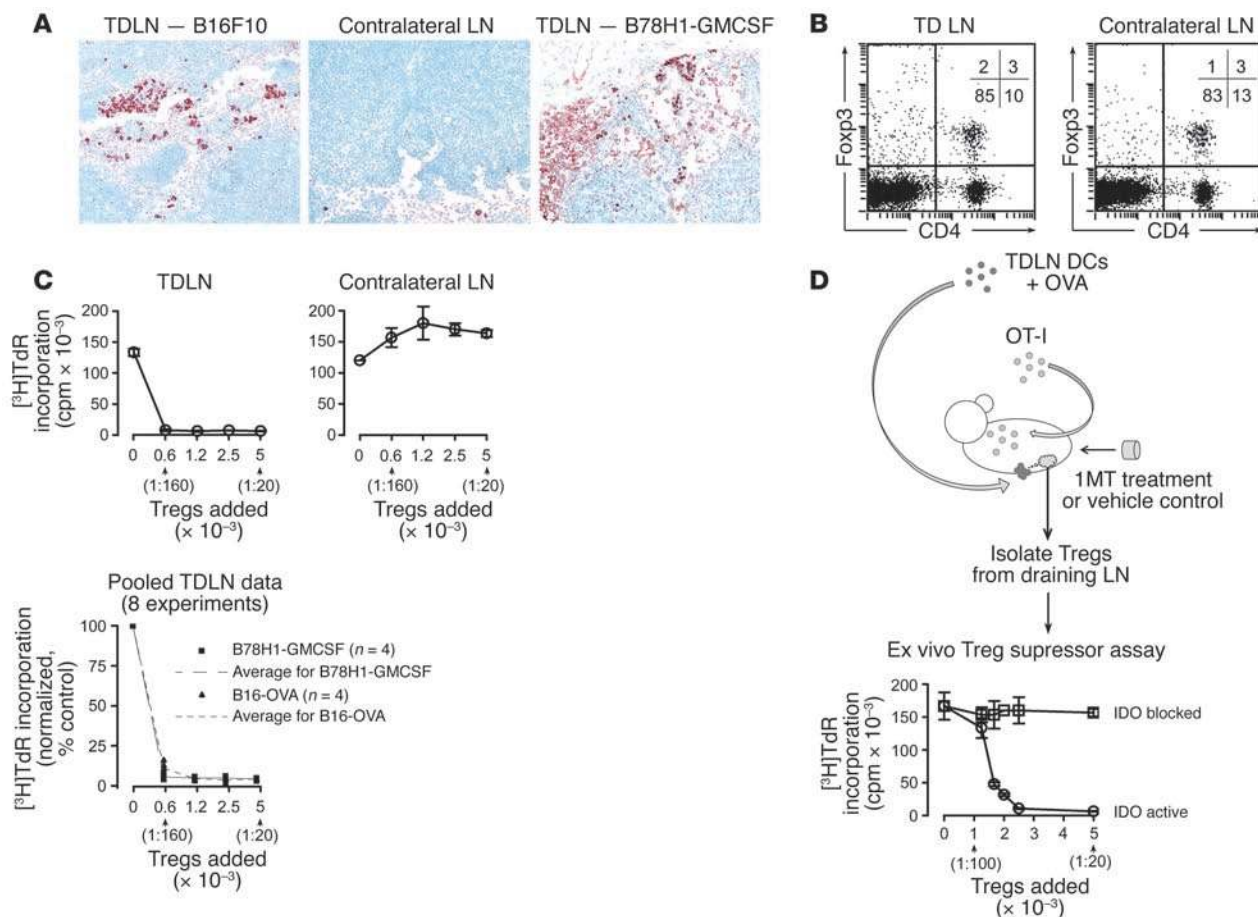 A
TDLN — B16F10
Contralateral LN
TDLN — B78H1-GMCSF
B
TD LN
Contralateral LN
Foxp3
2 3
85 10
CD4
Foxp3
1 3
83 13
CD4
C
TDLN
[³H]TdR
incorporation
(cpm × 10⁻³)
200
150
100
50
0
0 0.6 1.2 2.5 5
(1:160) (1:20)
Tregs added
(× 10⁻³)
Contralateral LN
200
150
100
50
0
0 0.6 1.2 2.5 5
(1:160) (1:20)
Tregs added
(× 10⁻³)
Pooled TDLN data
(8 experiments)
[³H]TdR incorporation
(normalized,
% control)
100
75
50
25
0
B78H1-GMCSF (n = 4)
Average for B78H1-GMCSF
B16-OVA (n = 4)
Average for B16-OVA
0 0.6 1.2 2.5 5
(1:160) (1:20)
Tregs added
(× 10⁻³)
D
TDLN DCs
+ OVA
OT-I
1MT treatment
or vehicle control
Isolate Tregs
from draining LN
Ex vivo Treg supressor assay
[³H]TdR
incorporation
(cpm × 10⁻³)
200
150
100
50
0
IDO blocked
IDO active
0 1 2 3 4 5
(1:100) (1:20)
Tregs added
(× 10⁻³)